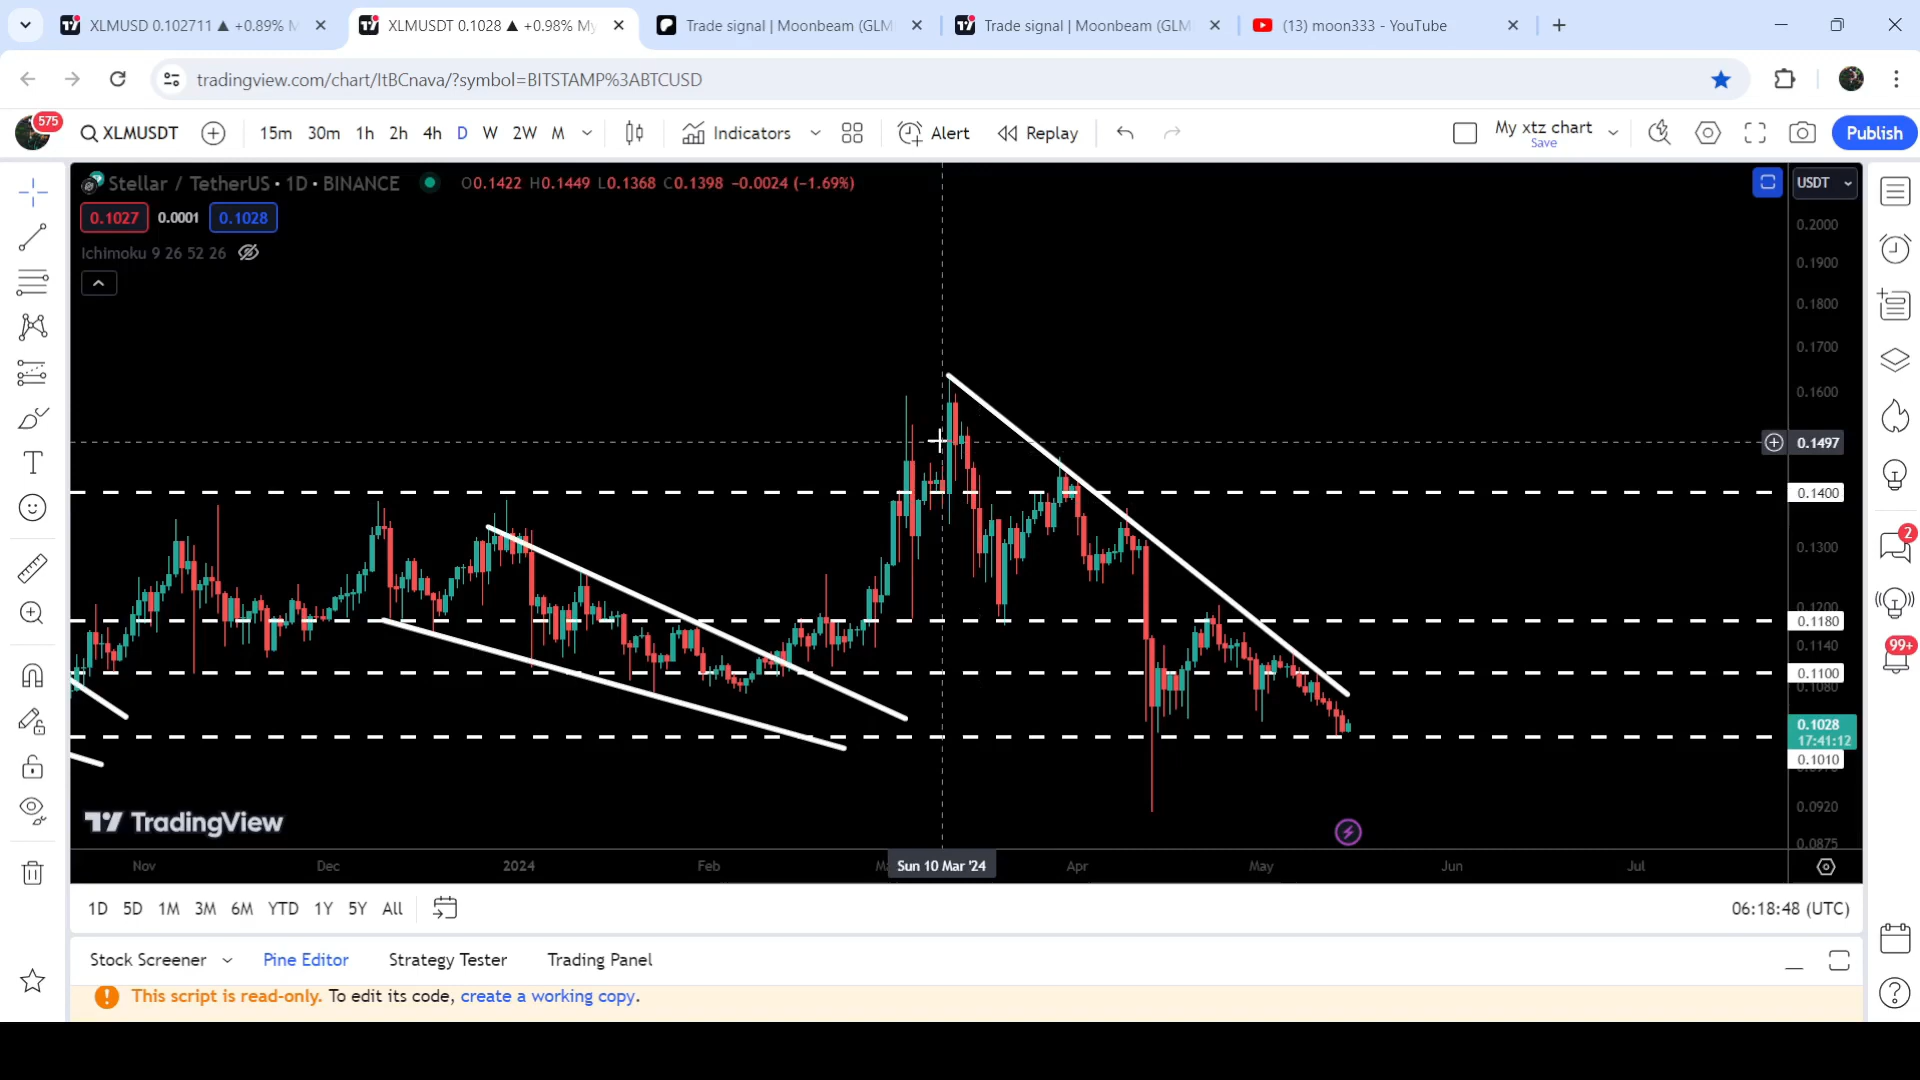 XLMUSD 0.102711 ▲ +0.89% M
XLMUSDT 0.1028 ▲ +0.98% My
Trade signal | Moonbeam (GLM
Trade signal | Moonbeam (GLM
(13) moon333 - YouTube
tradingview.com/chart/ItBCnava/?symbol=BITSTAMP%3ABTCUSD
575
XLMUSDT
15m 30m 1h 2h 4h D W 2W M
Indicators
Alert
Replay
My xtz chart
Save
Publish
Stellar / TetherUS · 1D · BINANCE
O0.1422 H0.1449 L0.1368 C0.1398 −0.0024 (−1.69%)
USDT
0.1027 0.0001 0.1028
Ichimoku 9 26 52 26
0.2000
0.1900
0.1800
0.1700
0.1600
0.1497
0.1400
0.1300
0.1200
0.1180
0.1140
0.1100
0.1080
0.1028
17:41:12
0.1010
0.0920
0.0875
2
99+
TradingView
Nov Dec 2024 Feb Sun 10 Mar '24 Apr May Jun Jul
1D 5D 1M 3M 6M YTD 1Y 5Y All
06:18:48 (UTC)
Stock Screener Pine Editor Strategy Tester Trading Panel
This script is read-only. To edit its code, create a working copy.